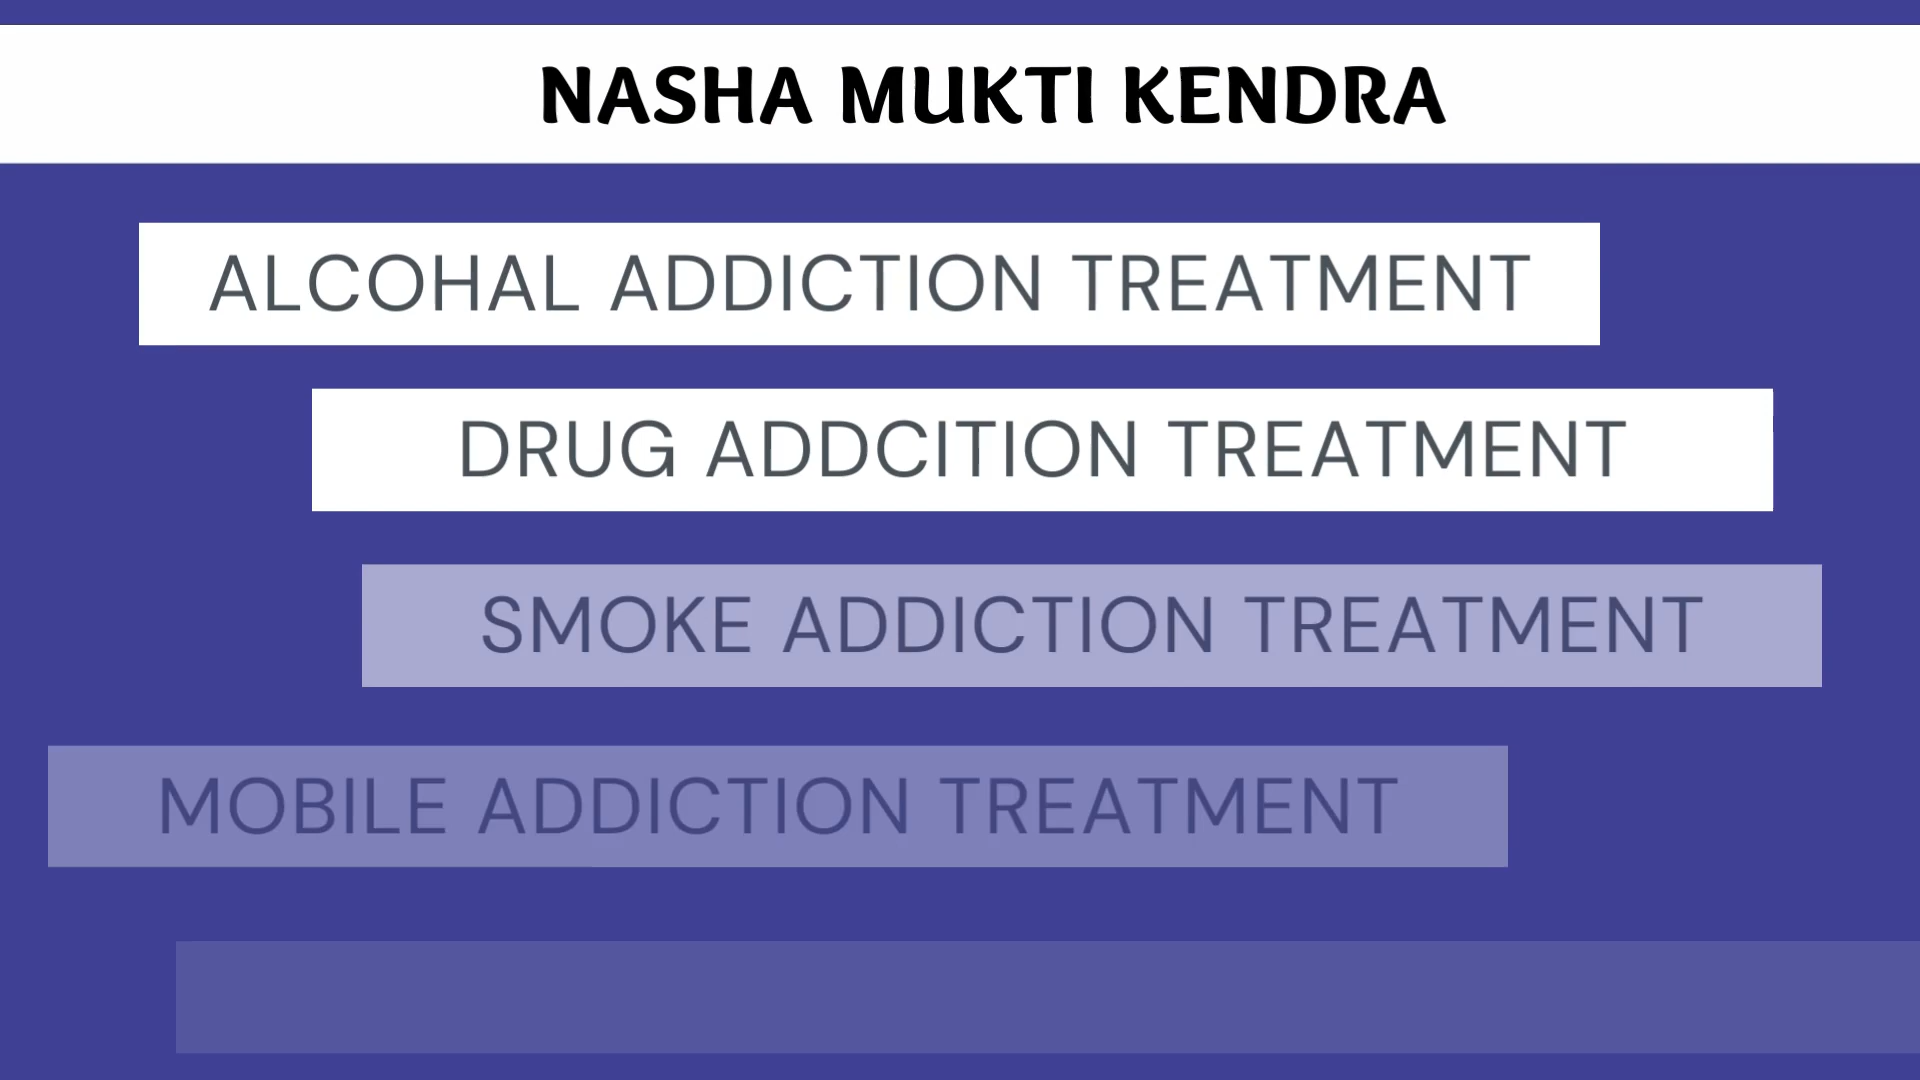 NASHA MUKTI KENDRA
ALCOHAL ADDICTION TREATMENT
DRUG ADDCITION TREATMENT
SMOKE ADDICTION TREATMENT
MOBILE ADDICTION TREATMENT